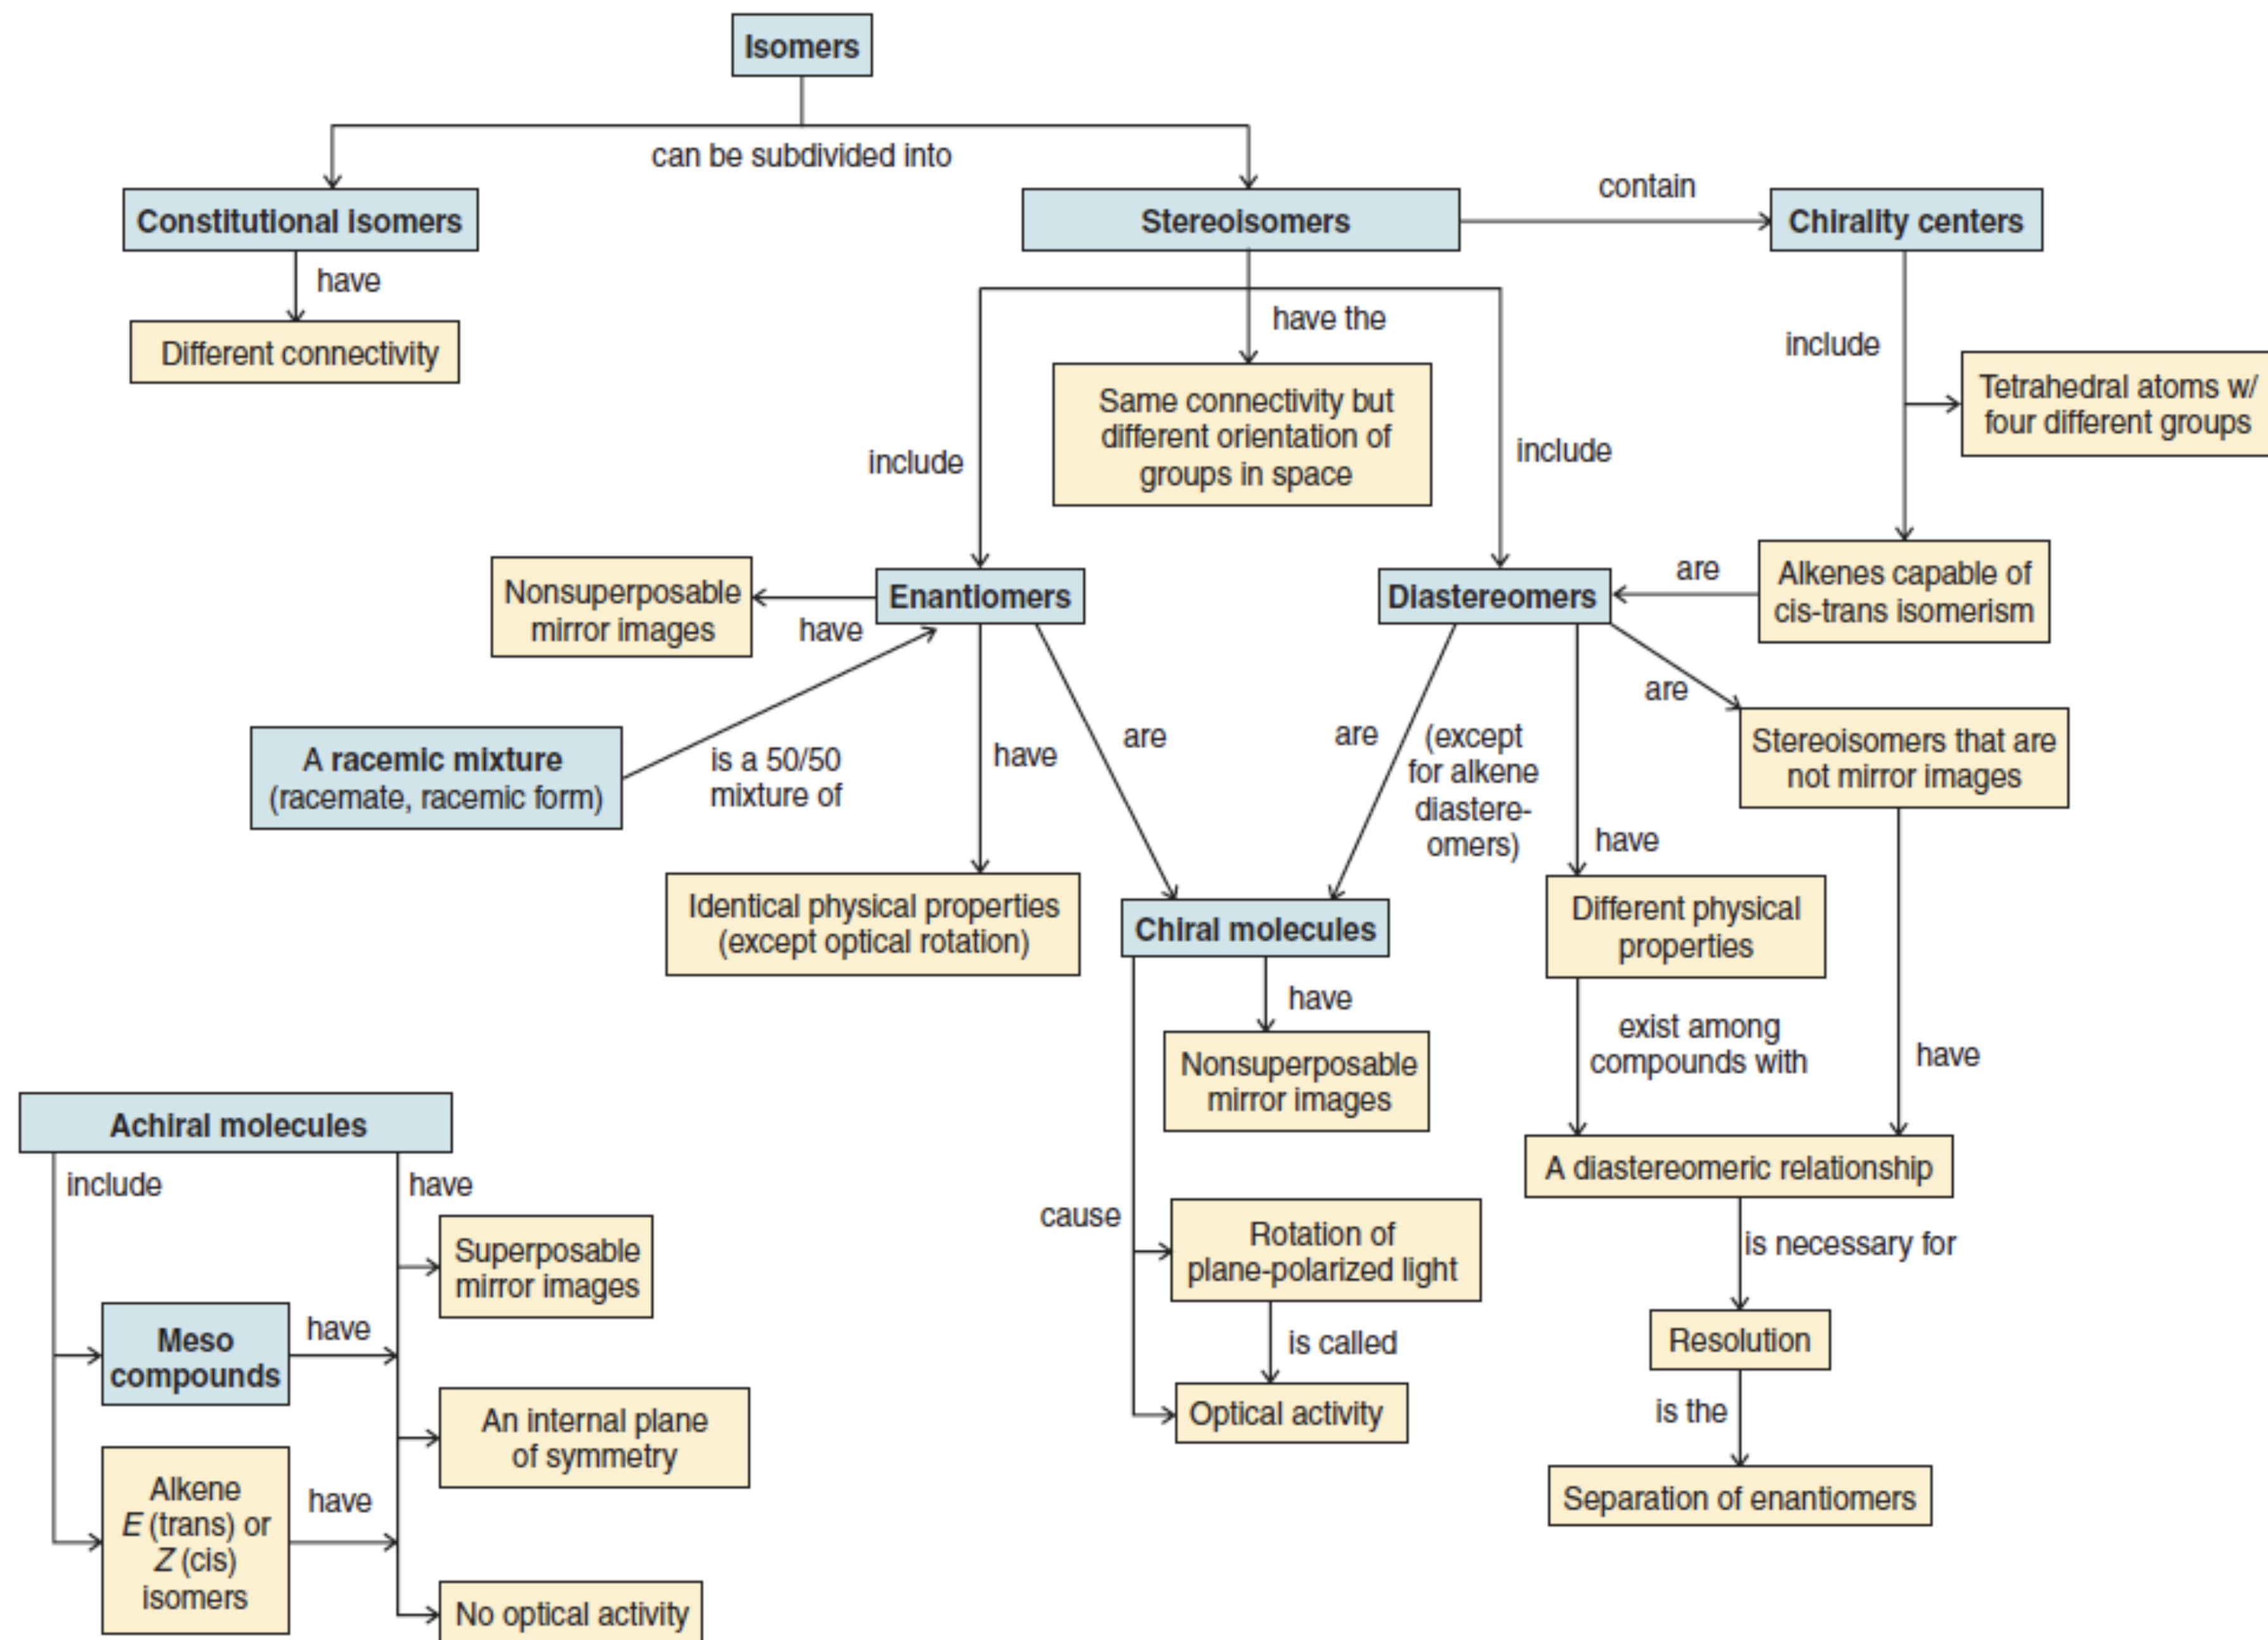 Isomers
can be subdivided into
Constitutional isomers
Stereoisomers
contain
Chirality centers
have
Different connectivity
have the
Same connectivity but
different orientation of
groups in space
include
include
include
Tetrahedral atoms w/
four different groups
Nonsuperposable
mirror images
have
Enantiomers
Diastereomers
are
Alkenes capable of
cis-trans isomerism
A racemic mixture
(racemate, racemic form)
is a 50/50
mixture of
have
are
are
(except
for alkene
diastere-
omers)
have
are
Stereoisomers that are
not mirror images
Identical physical properties
(except optical rotation)
Chiral molecules
Different physical
properties
have
Nonsuperposable
mirror images
exist among
compounds with
have
A diastereomeric relationship
cause
Rotation of
plane-polarized light
is called
Optical activity
is necessary for
Resolution
is the
Separation of enantiomers
Achiral molecules
include
have
Superposable
mirror images
Meso
compounds
have
An internal plane
of symmetry
Alkene
E (trans) or
Z (cis)
isomers
have
No optical activity